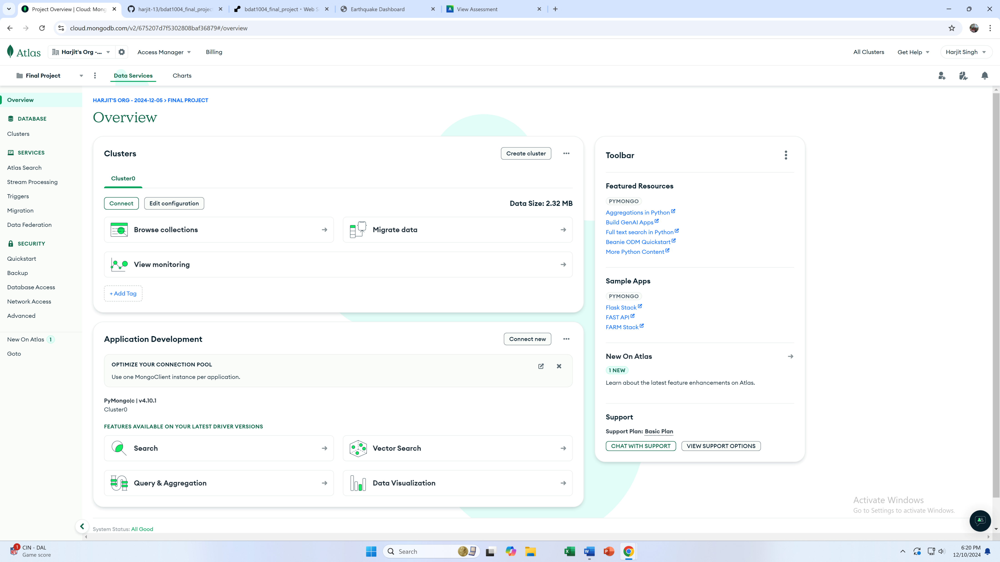 Project Overview | Cloud: Mong
harjit-13/bdat1004_final_project
bdat1004_final_project · Web S
Earthquake Dashboard
View Assessment
cloud.mongodb.com/v2/675207d7f5302808baf36879#/overview
Atlas
Harjit's Org -...
Access Manager
Billing
All Clusters
Get Help
Harjit Singh
Final Project
Data Services
Charts
Overview
DATABASE
Clusters
SERVICES
Atlas Search
Stream Processing
Triggers
Migration
Data Federation
SECURITY
Quickstart
Backup
Database Access
Network Access
Advanced
New On Atlas 1
Goto
HARJIT'S ORG - 2024-12-05 > FINAL PROJECT
Overview
Clusters
Create cluster
Cluster0
Connect
Edit configuration
Data Size: 2.32 MB
Browse collections
Migrate data
View monitoring
+ Add Tag
Application Development
Connect new
OPTIMIZE YOUR CONNECTION POOL
Use one MongoClient instance per application.
PyMongo|c | v4.10.1
Cluster0
FEATURES AVAILABLE ON YOUR LATEST DRIVER VERSIONS
Search
Vector Search
Query & Aggregation
Data Visualization
System Status: All Good
Toolbar
Featured Resources
PYMONGO
Aggregations in Python
Build GenAI Apps
Full text search in Python
Beanie ODM Quickstart
More Python Content
Sample Apps
PYMONGO
Flask Stack
FAST API
FARM Stack
New On Atlas
1 NEW
Learn about the latest feature enhancements on Atlas.
Support
Support Plan: Basic Plan
CHAT WITH SUPPORT
VIEW SUPPORT OPTIONS
Activate Windows
Go to Settings to activate Windows.
1
NFL
CIN - DAL
Game score
Search
6:20 PM
12/10/2024